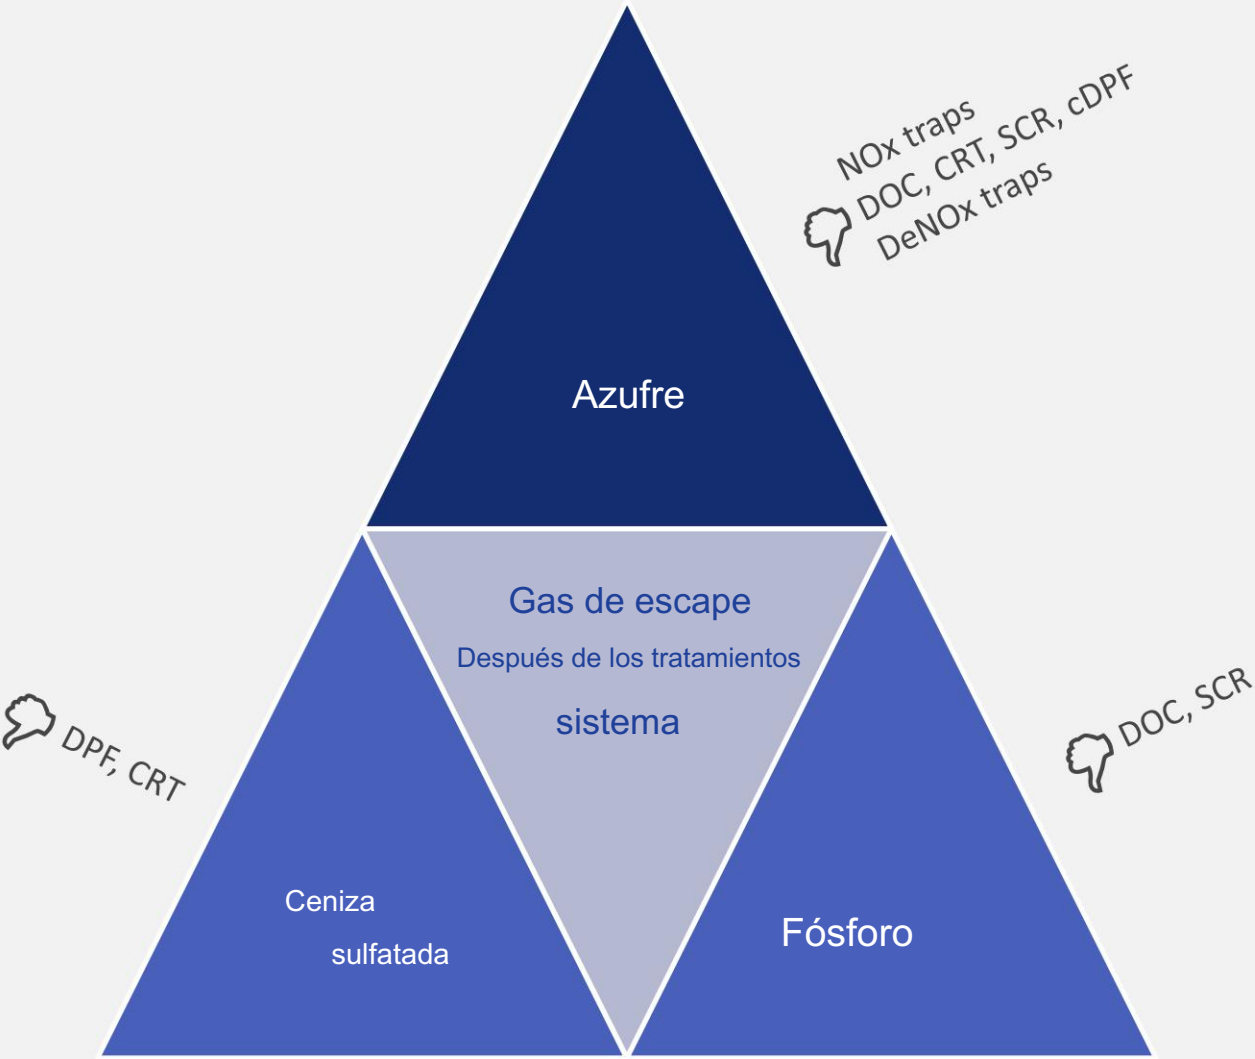 NOx traps
DOC, CRT, SCR, cDPF
DeNOx traps
Azufre
Gas de escape
Después de los tratamientos
sistema
DPF, CRT
DOC, SCR
Ceniza
sulfatada
Fósforo